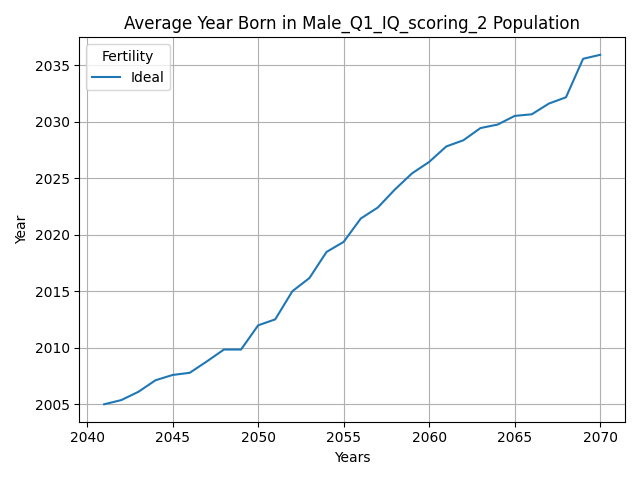 Average Year Born in Male_Q1_IQ_scoring_2 Population
Fertility
Ideal
Year
2035
2030
2025
2020
2015
2010
2005
2040 2045 2050 2055 2060 2065 2070
Years